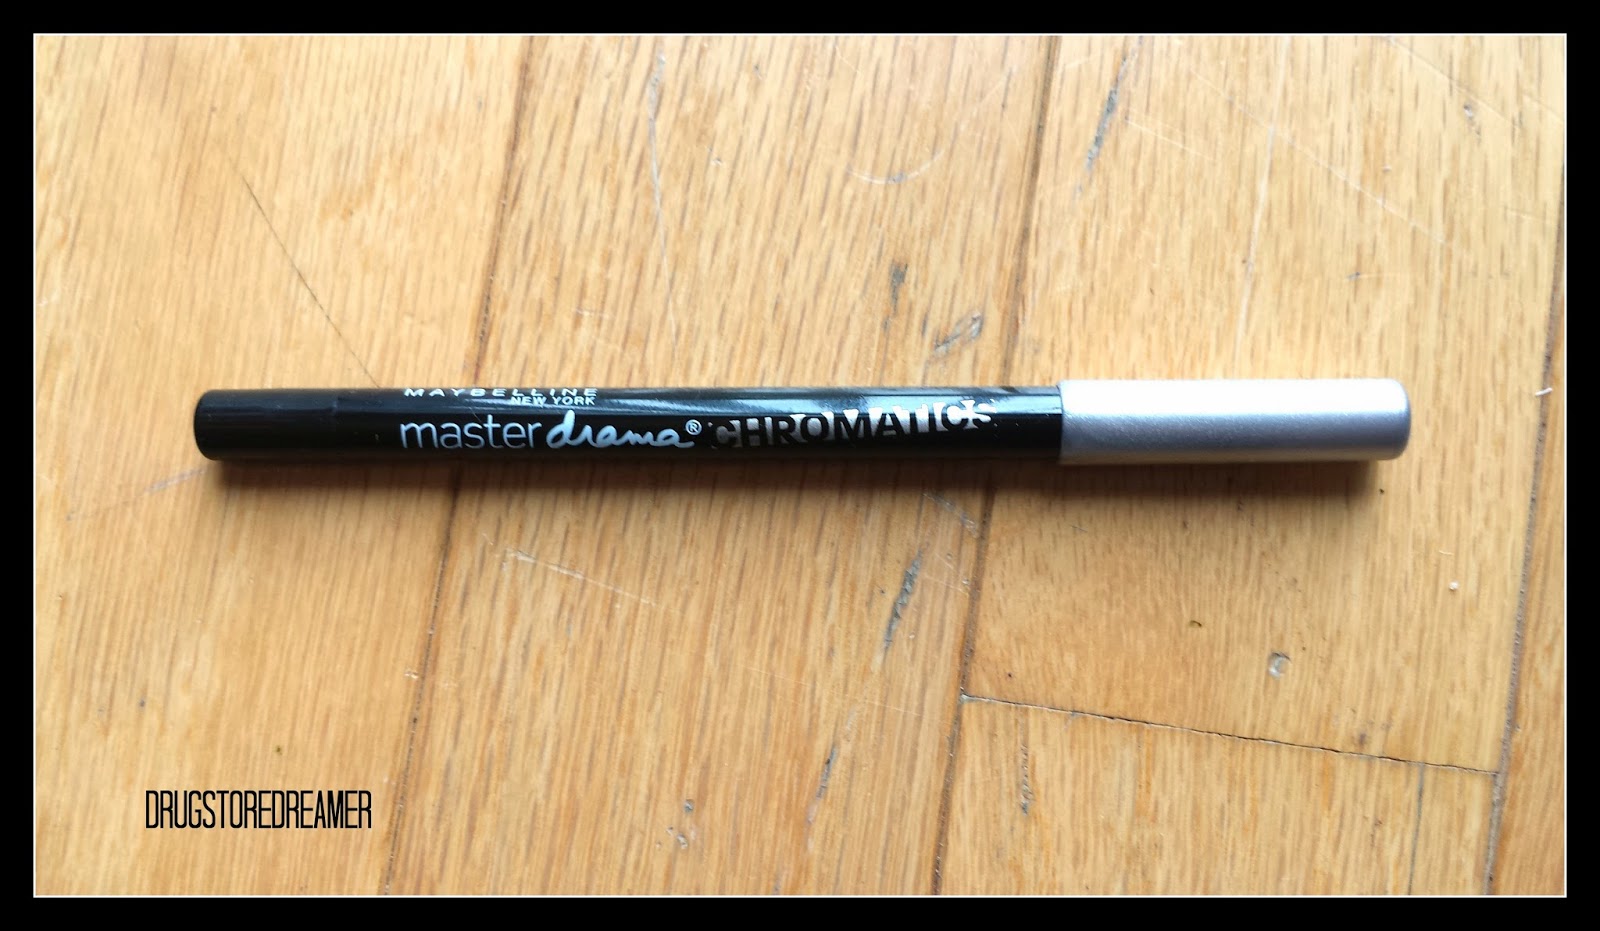 MAYBELLINE
NEW YORK
master drama® CHROMATICS
DRUGSTOREDREAMER